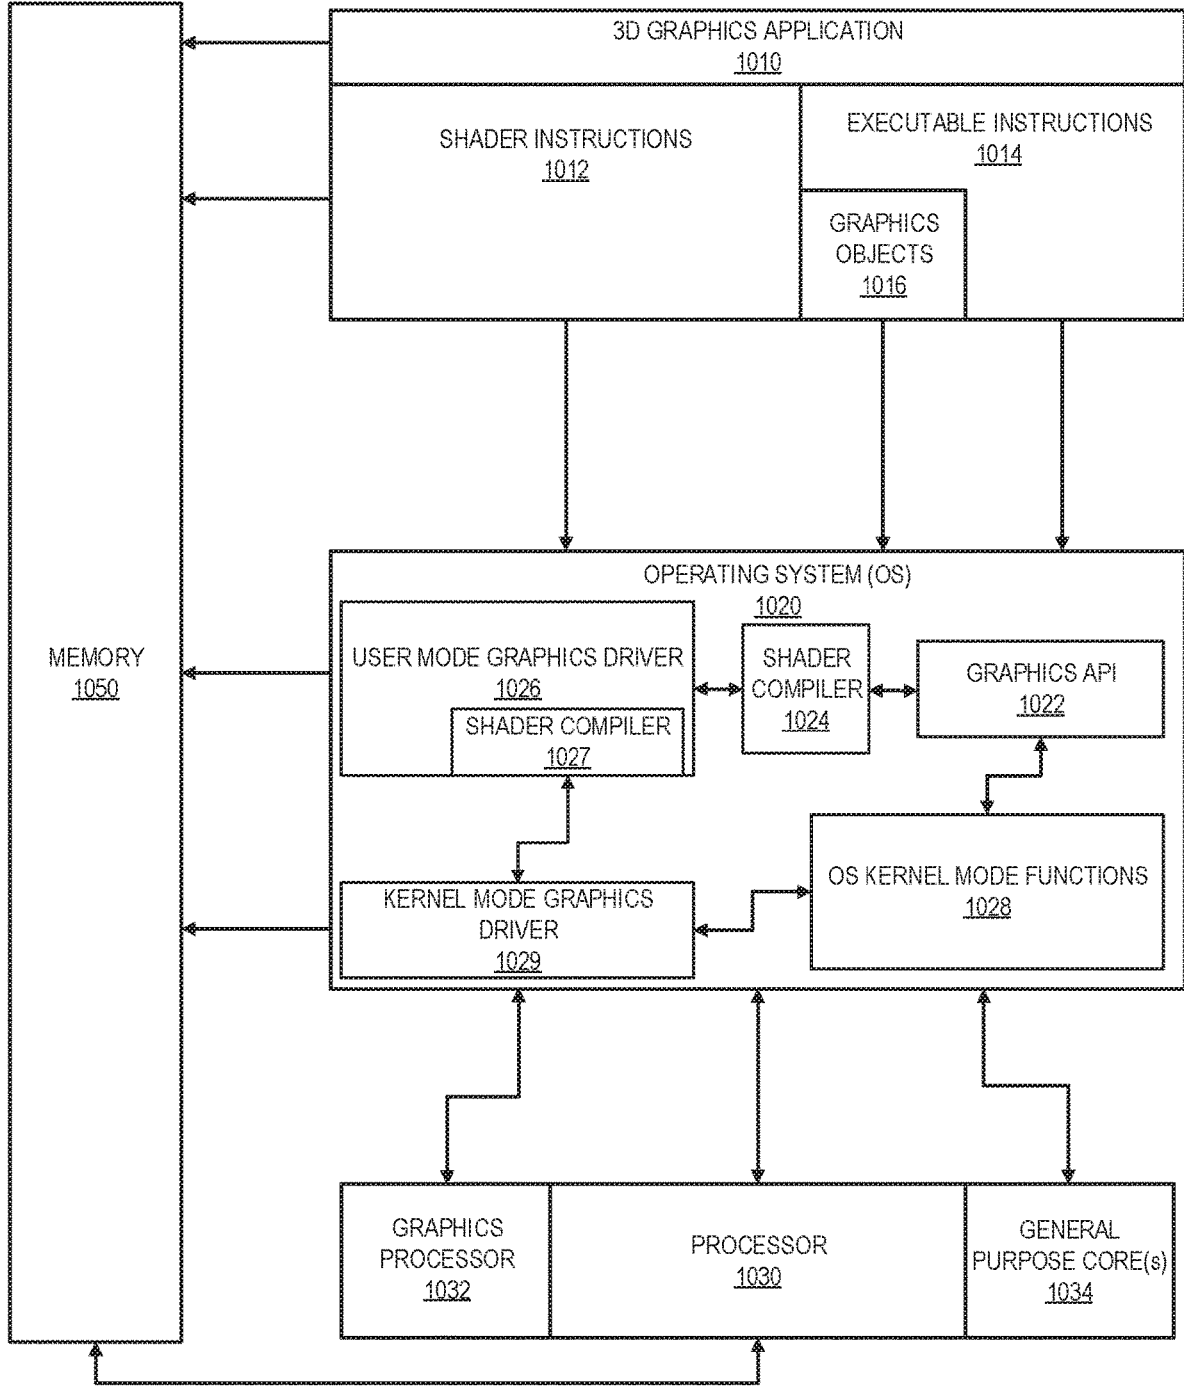 3D GRAPHICS APPLICATION
1010
SHADER INSTRUCTIONS
1012
EXECUTABLE INSTRUCTIONS
1014
GRAPHICS
OBJECTS
1016
MEMORY
1050
OPERATING SYSTEM (OS)
1020
USER MODE GRAPHICS DRIVER
1026
SHADER COMPILER
1027
SHADER
COMPILER
1024
GRAPHICS API
1022
KERNEL MODE GRAPHICS
DRIVER
1029
OS KERNEL MODE FUNCTIONS
1028
GRAPHICS
PROCESSOR
1032
PROCESSOR
1030
GENERAL
PURPOSE CORE(s)
1034